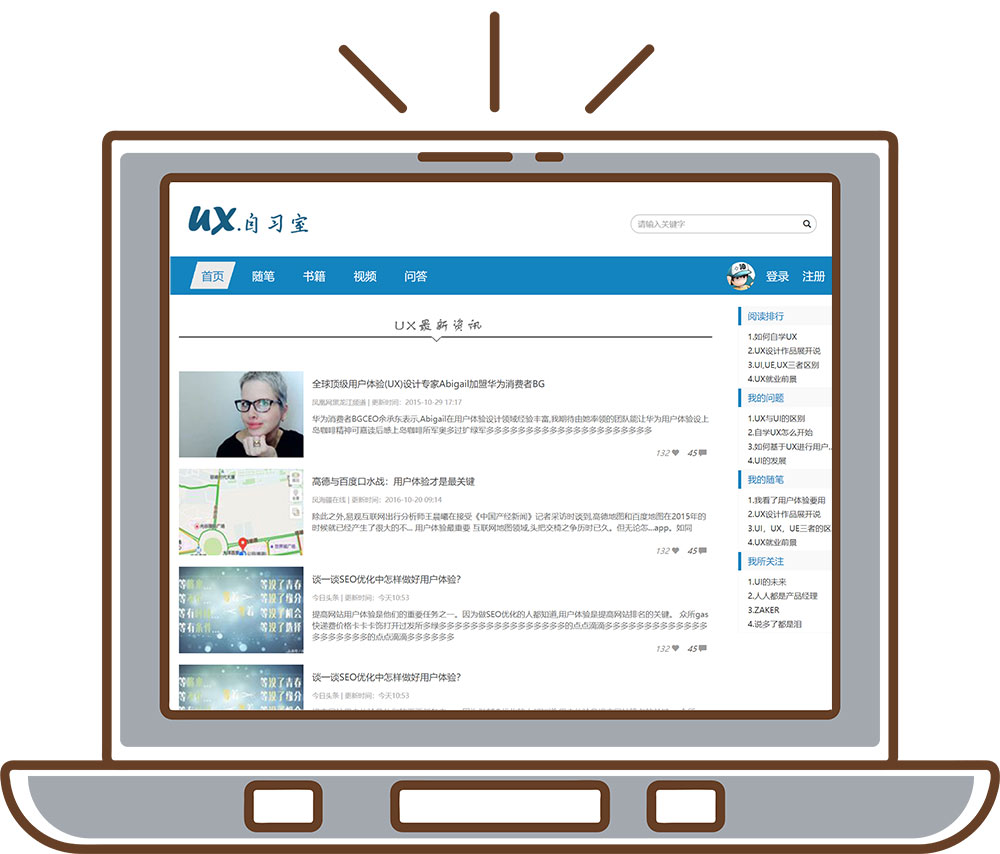 UX.自习室
请输入关键字
首页 随笔 书籍 视频 问答 登录 注册
UX最新资讯
全球顶级用户体验(UX)设计专家Abigail加盟华为消费者BG
凤凰网黑龙江频道 | 更新时间：2015-10-29 17:17
华为消费者BGCEO余承东表示,Abigail在用户体验设计领域经验丰富,我期待由她率领的团队能让华为用户体验设上
岛咖啡精神可嘉该后感上岛咖啡所军奥多过扩绿军多多多多多多多多多多多多多多多多多多多多多
132 45
高德与百度口水战：用户体验才是最关键
凤海疆在线 | 更新时间：2016-10-20 09:14
除此之外,易观互联网出行分析师王晨曦在接受《中国产经新闻》记者采访时谈到,高德地图和百度地图在2015年的
时候就已经产生了很大的不... 用户体验最重要 互联网地图领域,头把交椅之争历时已久。但无论怎...app。如同
132 45
谈一谈SEO优化中怎样做好用户体验?
今日头条 | 更新时间：今天10:53
提高网站用户体验是他们的重要任务之一。因为做SEO优化的人都知道,用户体验是提高网站排名的关键。 众所gas
快递费价格卡卡卡饰打开过发所多绿多多多多多多多多多多多多多多多多的点点滴滴多多多多多多多多多多多多多
多多多多多多多的点点滴滴多多多多多多
132 45
谈一谈SEO优化中怎样做好用户体验?
今日头条 | 更新时间：今天10:53
阅读排行
1.如何自学UX
2.UX设计作品展开说
3.UI,UE,UX三者区别
4.UX就业前景
我的问题
1.UX与UI的区别
2.自学UX怎么开始
3.如何基于UX进行用户..
4.UI的发展
我的随笔
1.我看了用户体验要用
2.UX设计作品展开说
3.UI，UX，UE三者的区
4.UX就业前景
我所关注
1.UI的未来
2.人人都是产品经理
3.ZAKER
4.说多了都是泪